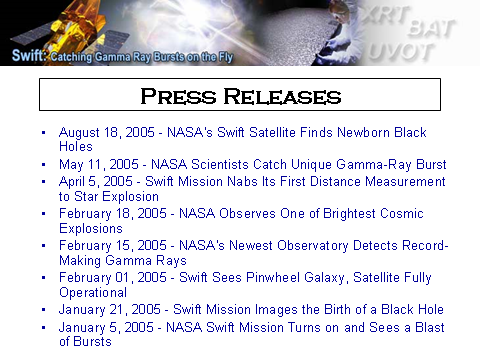 XRT
BAT
UVOT
Swift: Catching Gamma Ray Bursts on the Fly
PRESS RELEASES
• August 18, 2005 - NASA's Swift Satellite Finds Newborn Black
Holes
• May 11, 2005 - NASA Scientists Catch Unique Gamma-Ray Burst
• April 5, 2005 - Swift Mission Nabs Its First Distance Measurement
to Star Explosion
• February 18, 2005 - NASA Observes One of Brightest Cosmic
Explosions
• February 15, 2005 - NASA's Newest Observatory Detects Record-
Making Gamma Rays
• February 01, 2005 - Swift Sees Pinwheel Galaxy, Satellite Fully
Operational
• January 21, 2005 - Swift Mission Images the Birth of a Black Hole
• January 5, 2005 - NASA Swift Mission Turns on and Sees a Blast
of Bursts